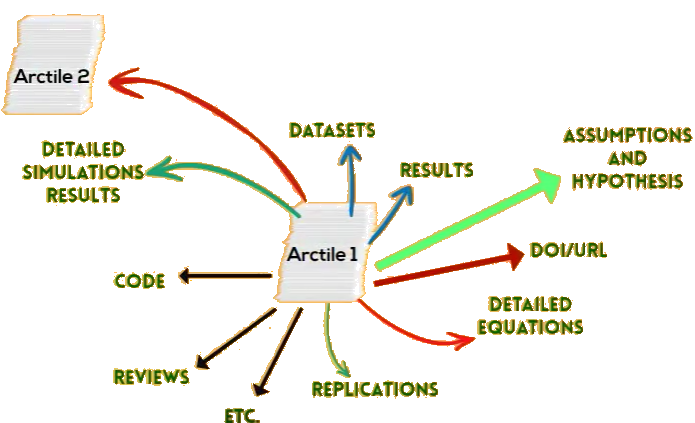 Arctile 2
DATASETS
ASSUMPTIONS
AND
HYPOTHESIS
DETAILED
SIMULATIONS
RESULTS
RESULTS
Arctile 1
DOI/URL
CODE
DETAILED
EQUATIONS
REVIEWS
REPLICATIONS
ETC.